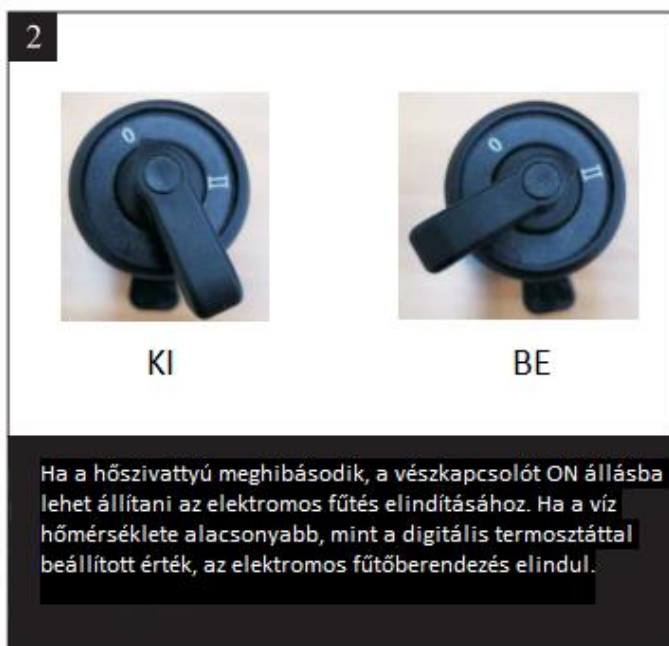 2
0
II
0
II
KI
BE
Ha a hőszivattyú meghibásodik, a vészkapcsolót ON állásba
lehet állítani az elektromos fűtés elindításához. Ha a víz
hőmérséklete alacsonyabb, mint a digitális termosztáttal
beállított érték, az elektromos fűtőberendezés elindul.